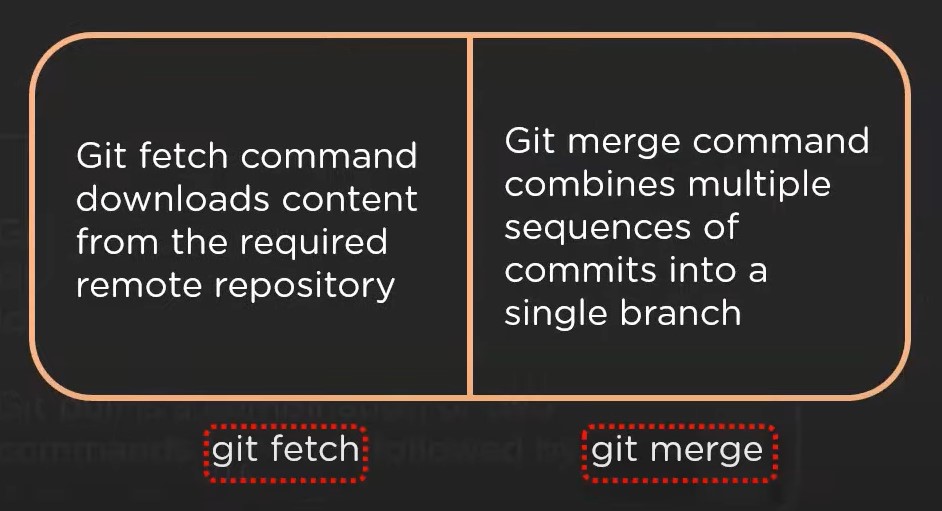 Git fetch command
downloads content
from the required
remote repository
Git merge command
combines multiple
sequences of
commits into a
single branch
git fetch
git merge